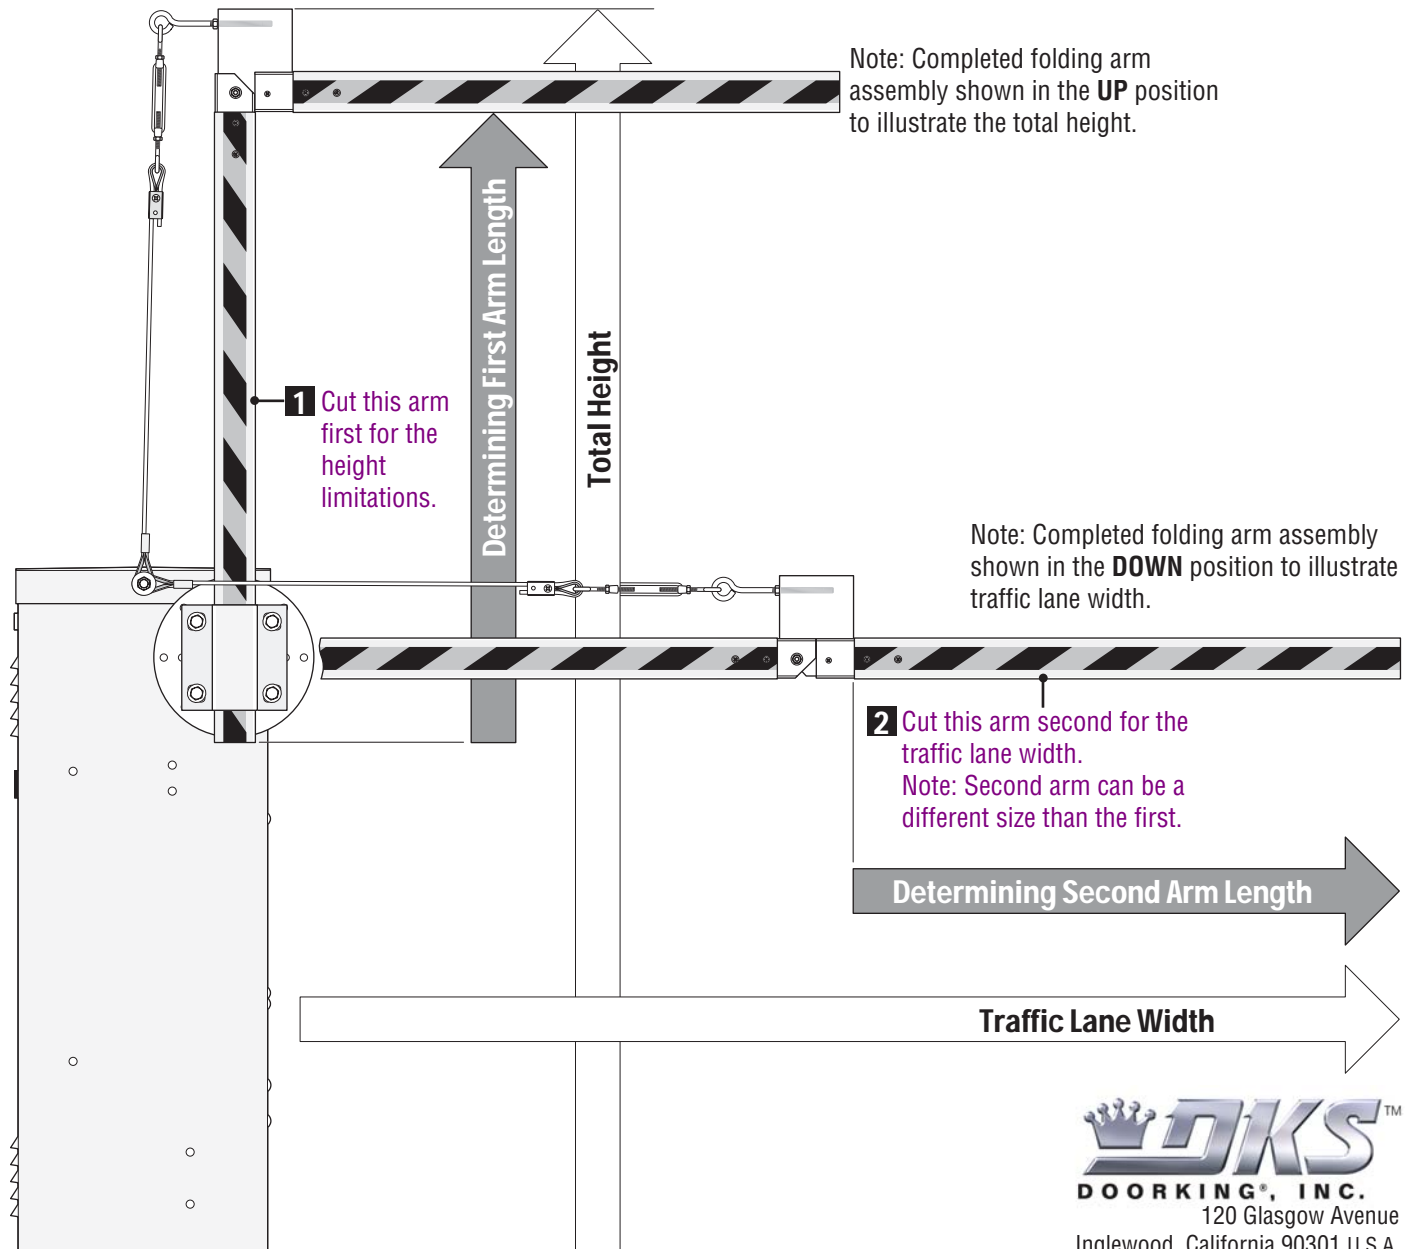 Note: Completed folding arm
assembly shown in the UP position
to illustrate the total height.
Determining First Arm Length
Total Height
1 Cut this arm
first for the
height
limitations.
Note: Completed folding arm assembly
shown in the DOWN position to illustrate
traffic lane width.
2 Cut this arm second for the
traffic lane width.
Note: Second arm can be a
different size than the first.
Determining Second Arm Length
Traffic Lane Width
DKS™
DOORKING®, INC.
120 Glasgow Avenue
Inglewood, California 90301 U.S.A.